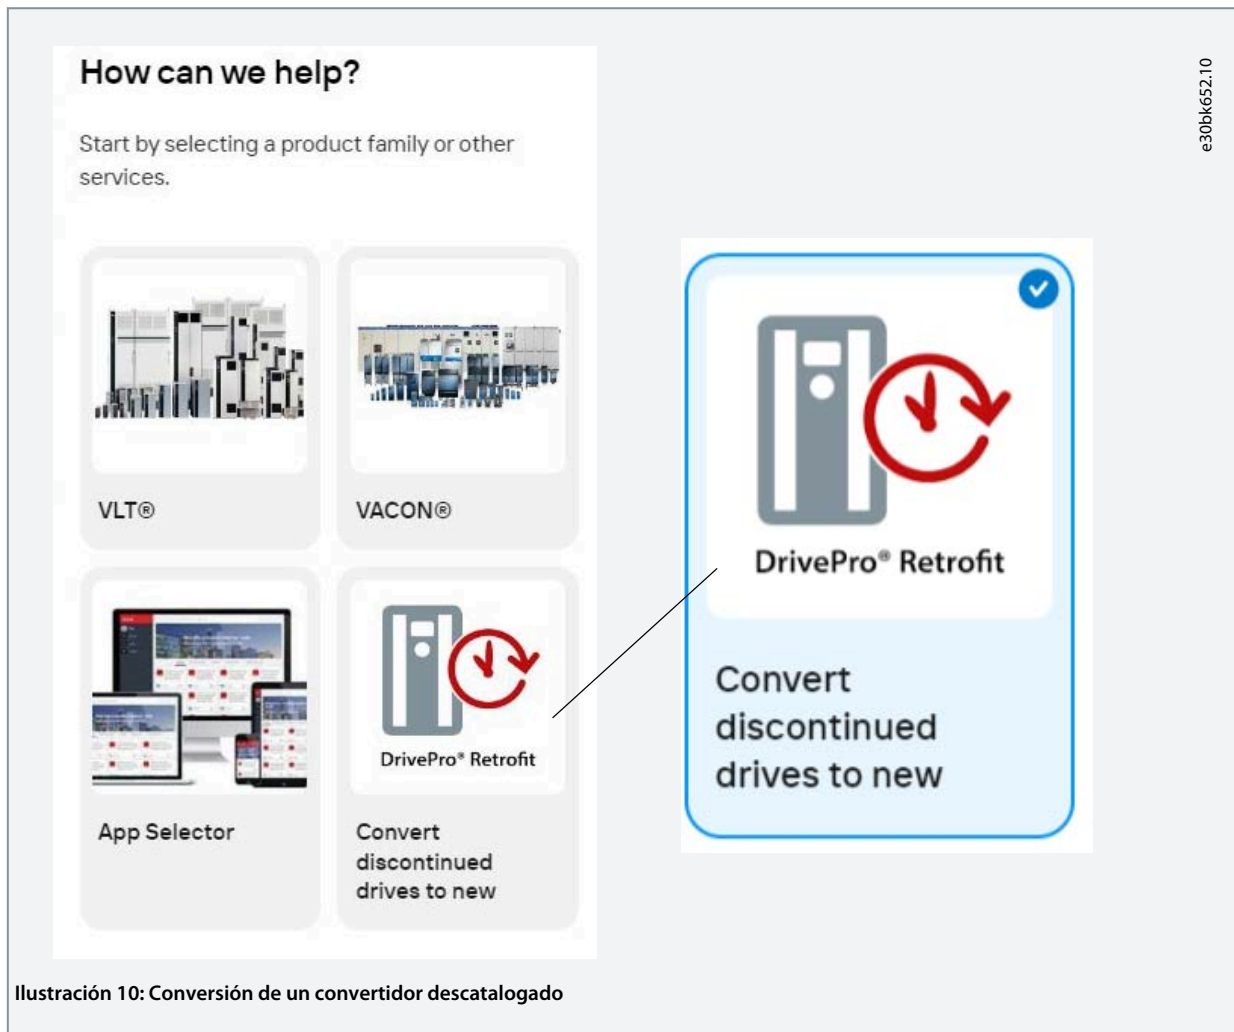 How can we help?
Start by selecting a product family or other
services.
VLT®
VACON®
App Selector
DrivePro® Retrofit
Convert
discontinued
drives to new
DrivePro® Retrofit
Convert
discontinued
drives to new
e30bk652.10
Ilustración 10: Conversión de un convertidor descatalogado